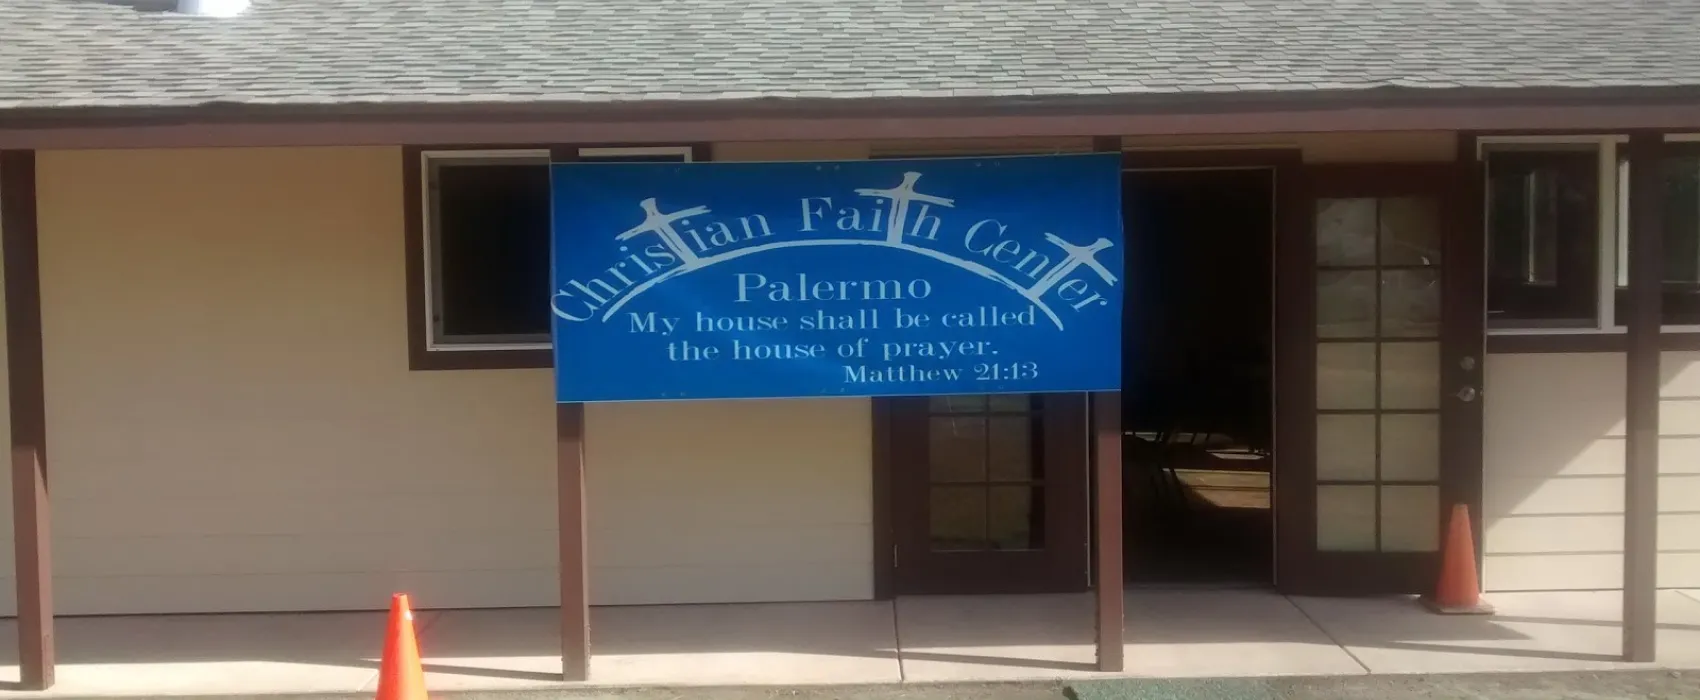 Christian Faith Center
Palermo
My house shall be called
the house of prayer.
Matthew 21:13